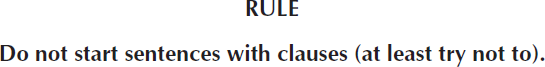 RULE
Do not start sentences with clauses (at least try not to).